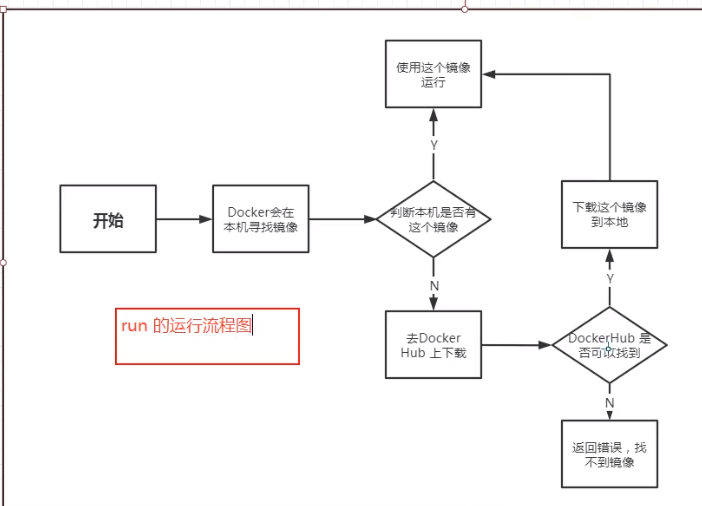 使用这个镜像
运行
Y
开始
Docker会在
本机寻找镜像
判断本机是否有
这个镜像
下载这个镜像
到本地
N
Y
run 的运行流程图
去Docker
Hub 上下载
DockerHub 是
否可以找到
N
返回错误，找
不到镜像